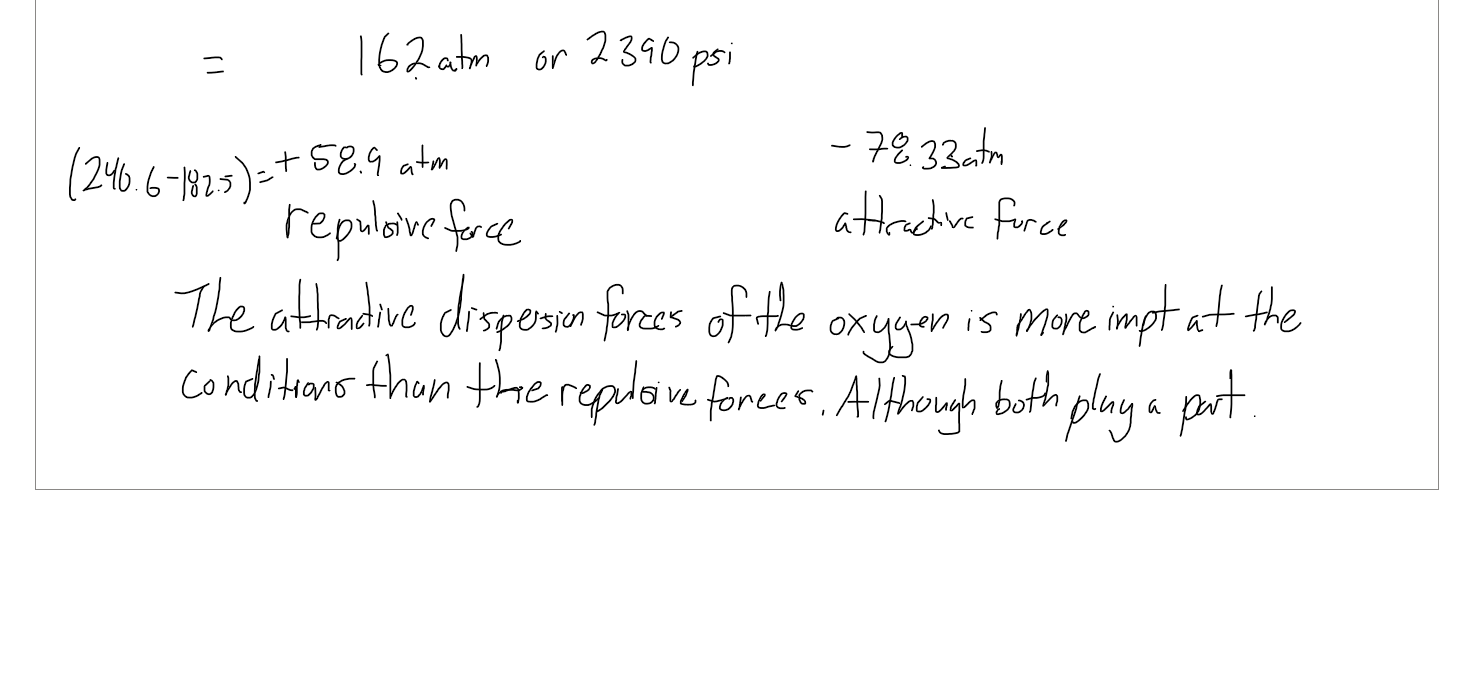 = 162 atm or 2390 psi
(246.6-182.5)=+58.9 atm -78.33atm
repulsive force attractive force
The attractive dispersion forces of the oxygen is more impt at the
conditions than the repulsive forces. Although both play a part.